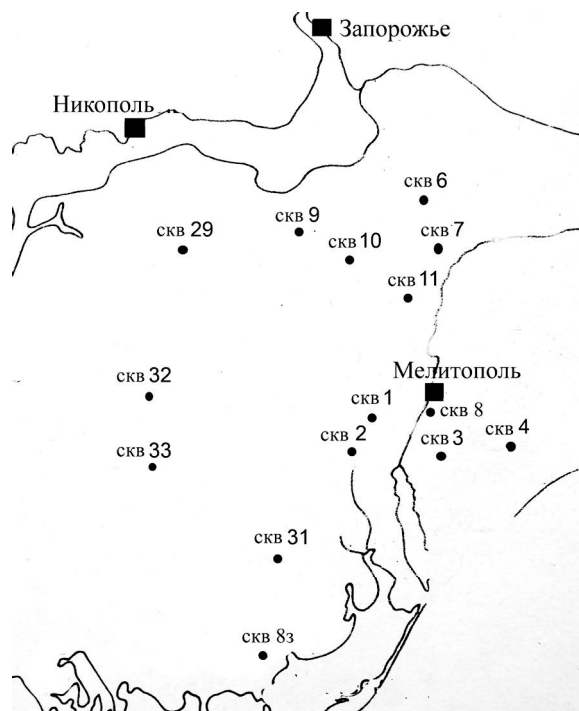 Запорожье
Никополь
скв 6
скв 9
скв 29
скв 7
скв 10
скв 11
Мелитополь
скв 32
скв 1
скв 8
скв 4
скв 2
скв 3
скв 33
скв 31
скв 8з